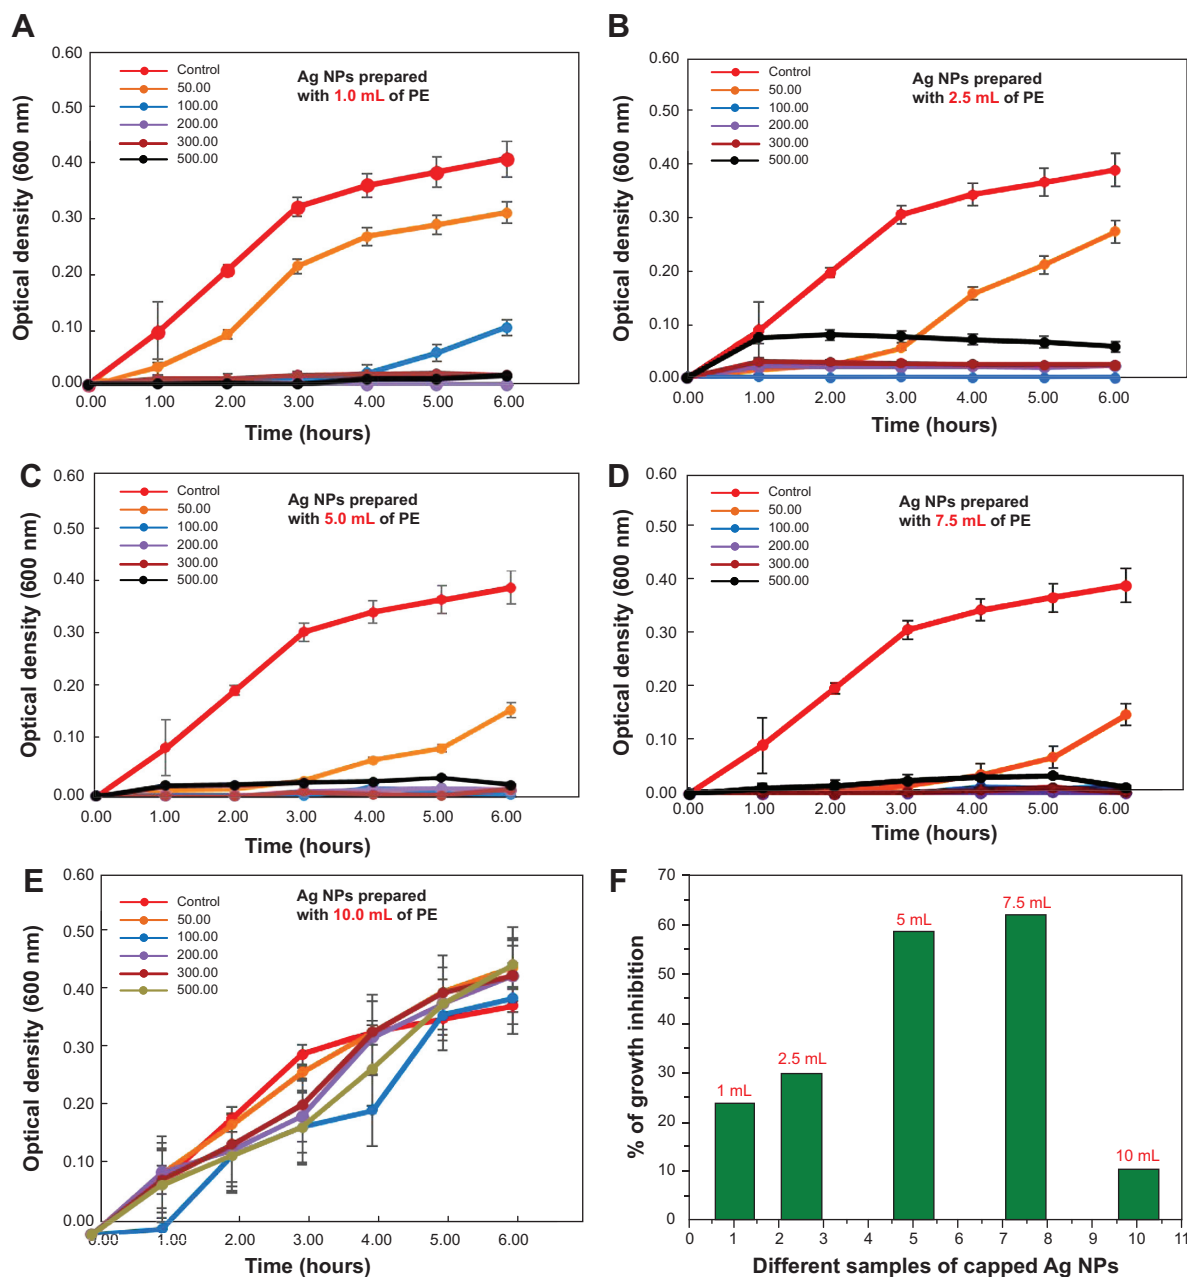 A
0.60
0.50
0.40
0.30
0.20
0.10
0.00
Optical density (600 nm)
Control
50.00
100.00
200.00
300.00
500.00
Ag NPs prepared
with 1.0 mL of PE
0.00 1.00 2.00 3.00 4.00 5.00 6.00
Time (hours)
B
0.60
0.50
0.40
0.30
0.20
0.10
0.00
Optical density (600 nm)
Control
50.00
100.00
200.00
300.00
500.00
Ag NPs prepared
with 2.5 mL of PE
0.00 1.00 2.00 3.00 4.00 5.00 6.00
Time (hours)
C
0.60
0.50
0.40
0.30
0.20
0.10
0.00
Optical density (600 nm)
Control
50.00
100.00
200.00
300.00
500.00
Ag NPs prepared
with 5.0 mL of PE
0.00 1.00 2.00 3.00 4.00 5.00 6.00
Time (hours)
D
0.60
0.50
0.40
0.30
0.20
0.10
0.00
Optical density (600 nm)
Control
50.00
100.00
200.00
300.00
500.00
Ag NPs prepared
with 7.5 mL of PE
0.00 1.00 2.00 3.00 4.00 5.00 6.00
Time (hours)
E
0.60
0.50
0.40
0.30
0.20
0.10
0.00
Optical density (600 nm)
Control
50.00
100.00
200.00
300.00
500.00
Ag NPs prepared
with 10.0 mL of PE
0.00 1.00 2.00 3.00 4.00 5.00 6.00
Time (hours)
F
70
60
50
40
30
20
10
0
% of growth inhibition
1 mL
2.5 mL
5 mL
7.5 mL
10 mL
0 1 2 3 4 5 6 7 8 9 10 11
Different samples of capped Ag NPs